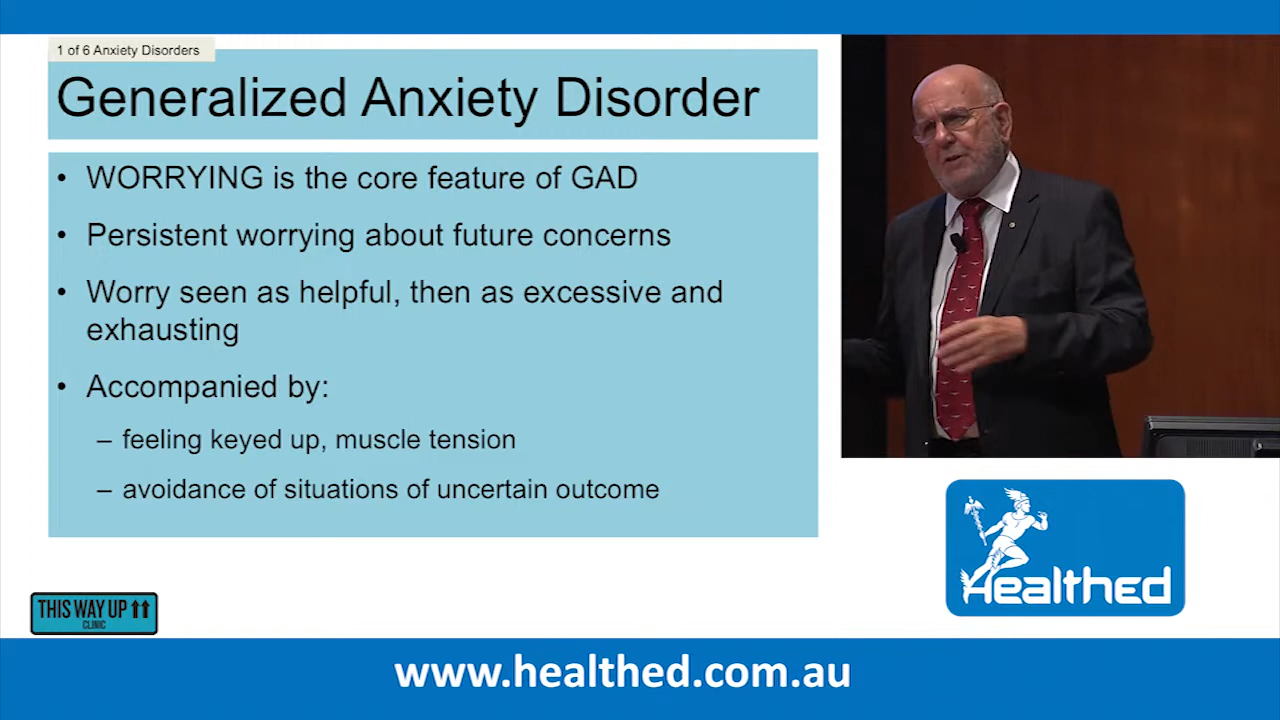 1 of 6 Anxiety Disorders
Generalized Anxiety Disorder
• WORRYING is the core feature of GAD
• Persistent worrying about future concerns
• Worry seen as helpful, then as excessive and
exhausting
• Accompanied by:
– feeling keyed up, muscle tension
– avoidance of situations of uncertain outcome
Healthed
THIS WAY UP
CLINIC
www.healthed.com.au